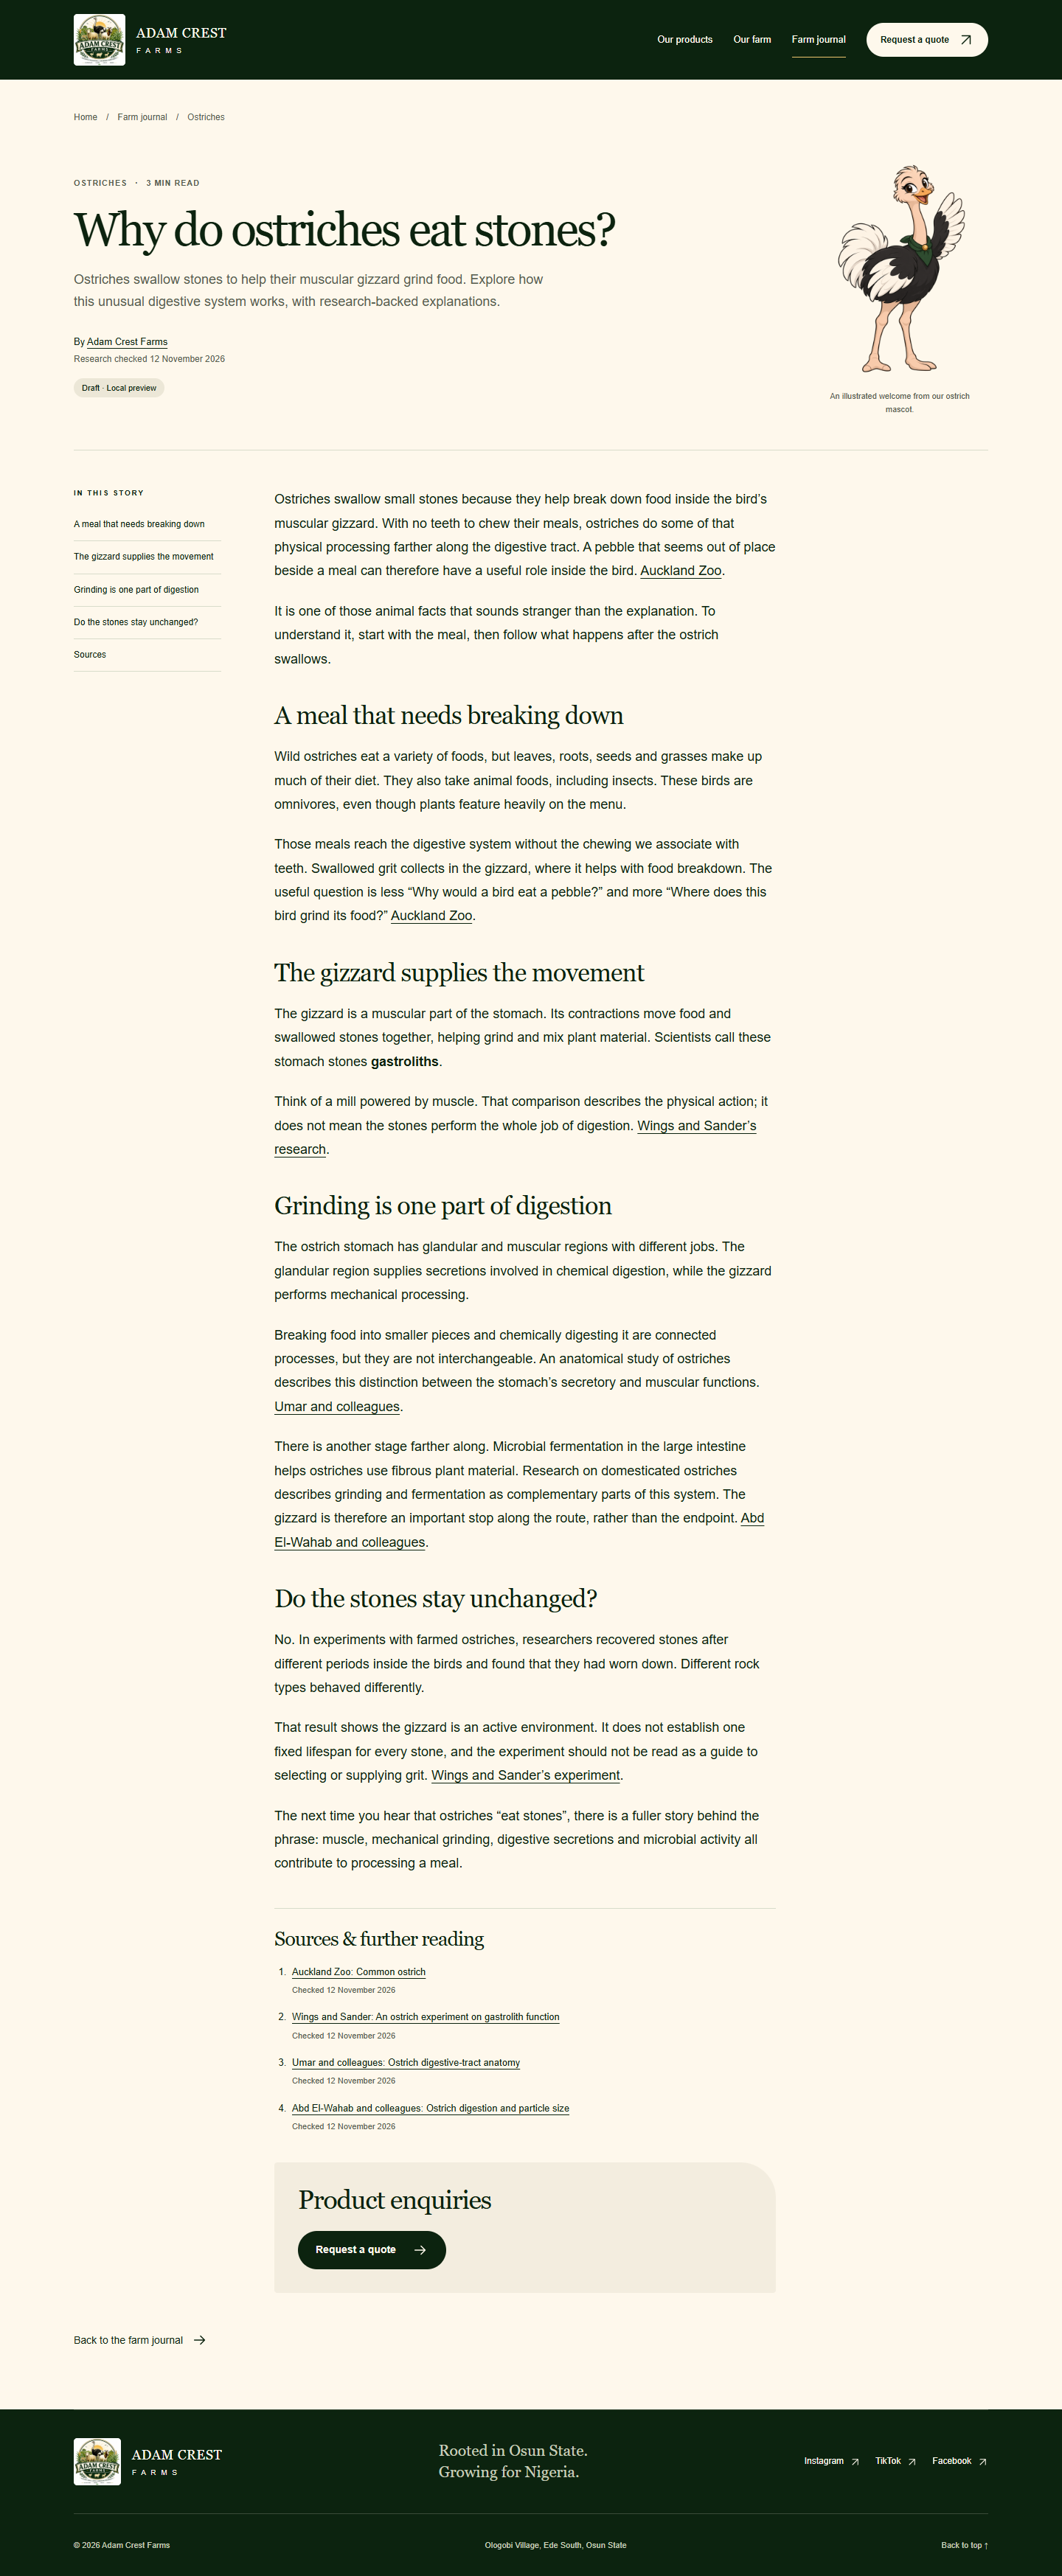 ADAM CREST
FARMS
ADAM CREST
FARMS
Our products
Our farm
Farm journal
Request a quote
Home / Farm journal / Ostriches
OSTRICHES · 3 MIN READ
Why do ostriches eat stones?
Ostriches swallow stones to help their muscular gizzard grind food. Explore how
this unusual digestive system works, with research-backed explanations.
By Adam Crest Farms
Research checked 12 November 2026
Draft · Local preview
An illustrated welcome from our ostrich
mascot.
IN THIS STORY
A meal that needs breaking down
The gizzard supplies the movement
Grinding is one part of digestion
Do the stones stay unchanged?
Sources
Ostriches swallow small stones because they help break down food inside the bird’s
muscular gizzard. With no teeth to chew their meals, ostriches do some of that
physical processing farther along the digestive tract. A pebble that seems out of place
beside a meal can therefore have a useful role inside the bird. Auckland Zoo.
It is one of those animal facts that sounds stranger than the explanation. To
understand it, start with the meal, then follow what happens after the ostrich
swallows.
A meal that needs breaking down
Wild ostriches eat a variety of foods, but leaves, roots, seeds and grasses make up
much of their diet. They also take animal foods, including insects. These birds are
omnivores, even though plants feature heavily on the menu.
Those meals reach the digestive system without the chewing we associate with
teeth. Swallowed grit collects in the gizzard, where it helps with food breakdown. The
useful question is less “Why would a bird eat a pebble?” and more “Where does this
bird grind its food?” Auckland Zoo.
The gizzard supplies the movement
The gizzard is a muscular part of the stomach. Its contractions move food and
swallowed stones together, helping grind and mix plant material. Scientists call these
stomach stones gastroliths.
Think of a mill powered by muscle. That comparison describes the physical action; it
does not mean the stones perform the whole job of digestion. Wings and Sander’s
research.
Grinding is one part of digestion
The ostrich stomach has glandular and muscular regions with different jobs. The
glandular region supplies secretions involved in chemical digestion, while the gizzard
performs mechanical processing.
Breaking food into smaller pieces and chemically digesting it are connected
processes, but they are not interchangeable. An anatomical study of ostriches
describes this distinction between the stomach’s secretory and muscular functions.
Umar and colleagues.
There is another stage farther along. Microbial fermentation in the large intestine
helps ostriches use fibrous plant material. Research on domesticated ostriches
describes grinding and fermentation as complementary parts of this system. The
gizzard is therefore an important stop along the route, rather than the endpoint. Abd
El-Wahab and colleagues.
Do the stones stay unchanged?
No. In experiments with farmed ostriches, researchers recovered stones after
different periods inside the birds and found that they had worn down. Different rock
types behaved differently.
That result shows the gizzard is an active environment. It does not establish one
fixed lifespan for every stone, and the experiment should not be read as a guide to
selecting or supplying grit. Wings and Sander’s experiment.
The next time you hear that ostriches “eat stones”, there is a fuller story behind the
phrase: muscle, mechanical grinding, digestive secretions and microbial activity all
contribute to processing a meal.
Sources & further reading
1. Auckland Zoo: Common ostrich
Checked 12 November 2026
2. Wings and Sander: An ostrich experiment on gastrolith function
Checked 12 November 2026
3. Umar and colleagues: Ostrich digestive-tract anatomy
Checked 12 November 2026
4. Abd El-Wahab and colleagues: Ostrich digestion and particle size
Checked 12 November 2026
Product enquiries
Request a quote
Back to the farm journal
ADAM CREST
FARMS
ADAM CREST
FARMS
Rooted in Osun State.
Growing for Nigeria.
Instagram
TikTok
Facebook
© 2026 Adam Crest Farms
Ologobi Village, Ede South, Osun State
Back to top ↑